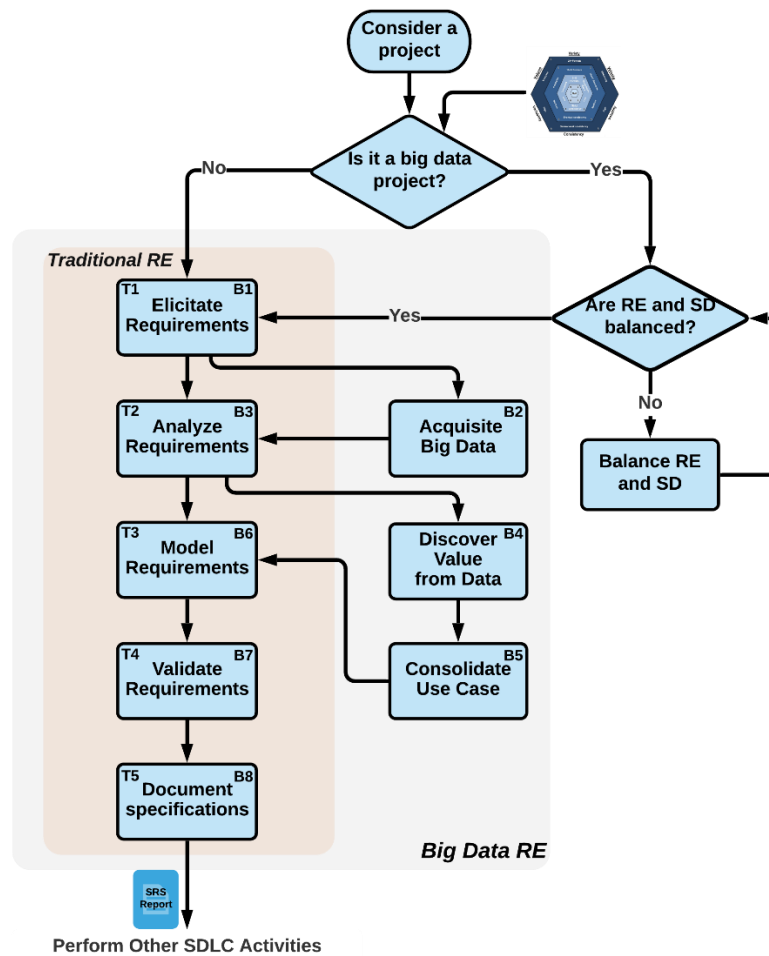 Consider a
project
Consistency
Is it a big data
project?
No
Yes
Traditional RE
T1
B1
Elicitate
Requirements
Yes
Are RE and SD
balanced?
T2
B3
Analyze
Requirements
B2
Acquisite
Big Data
No
Balance RE
and SD
T3
B6
Model
Requirements
B4
Discover
Value
from Data
T4
B7
Validate
Requirements
B5
Consolidate
Use Case
T5
B8
Document
specifications
Big Data RE
SRS
Report
Perform Other SDLC Activities